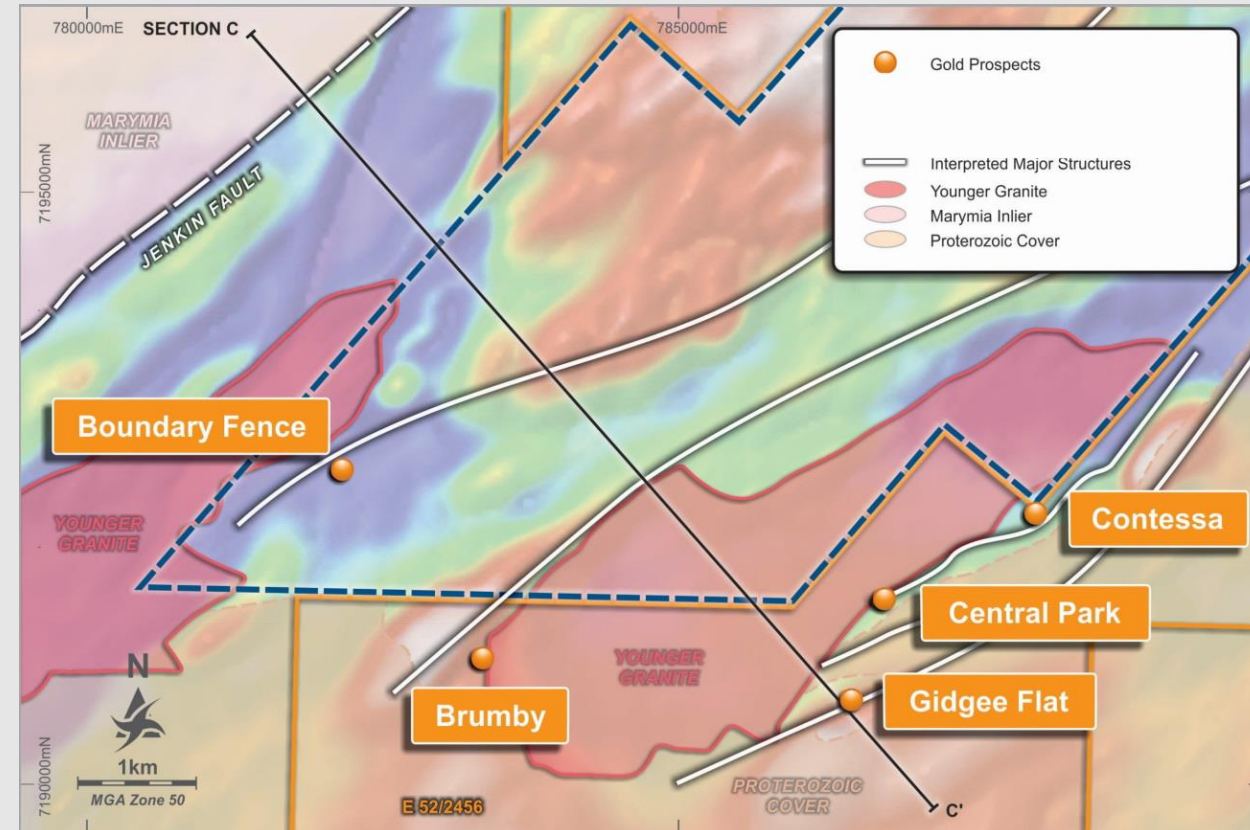 780000mE
SECTION C
785000mE
Gold Prospects
Interpreted Major Structures
Younger Granite
Marymia Inlier
Proterozoic Cover
MARYMIA
INLIER
7195000mN
JENKIN FAULT
Boundary Fence
YOUNGER
GRANITE
Contessa
Central Park
YOUNGER
GRANITE
Gidgee Flat
Brumby
N
1km
MGA Zone 50
7190000mN
E 52/2456
PROTEROZOIC
COVER
C'